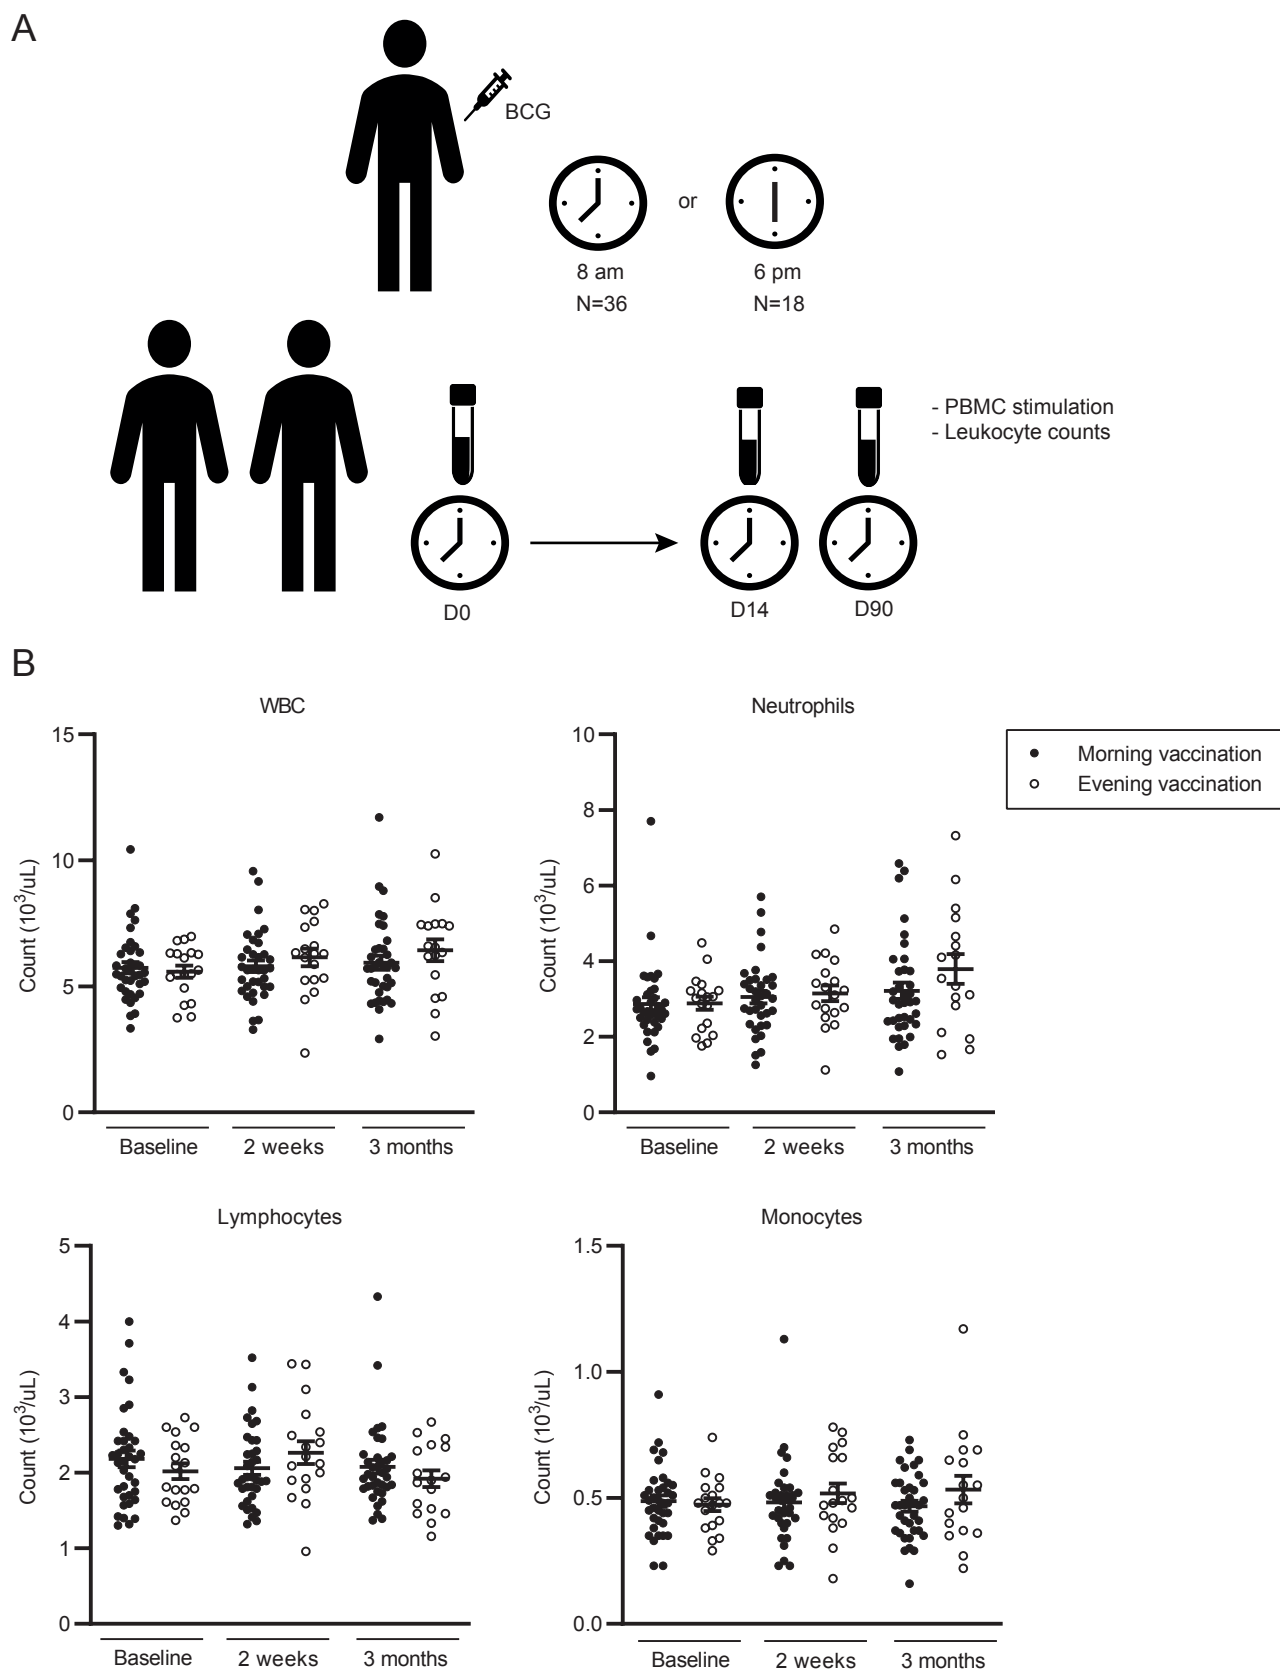 A
BCG
or
8 am
6 pm
N=36
N=18
- PBMC stimulation
- Leukocyte counts
D0
D14
D90
B
WBC
15
10
5
0
Count (10³/uL)
Baseline
2 weeks
3 months
Neutrophils
10
8
6
4
2
0
Count (10³/uL)
Baseline
2 weeks
3 months
Morning vaccination
Evening vaccination
Lymphocytes
5
4
3
2
1
0
Count (10³/uL)
Baseline
2 weeks
3 months
Monocytes
1.5
1.0
0.5
0.0
Count (10³/uL)
Baseline
2 weeks
3 months